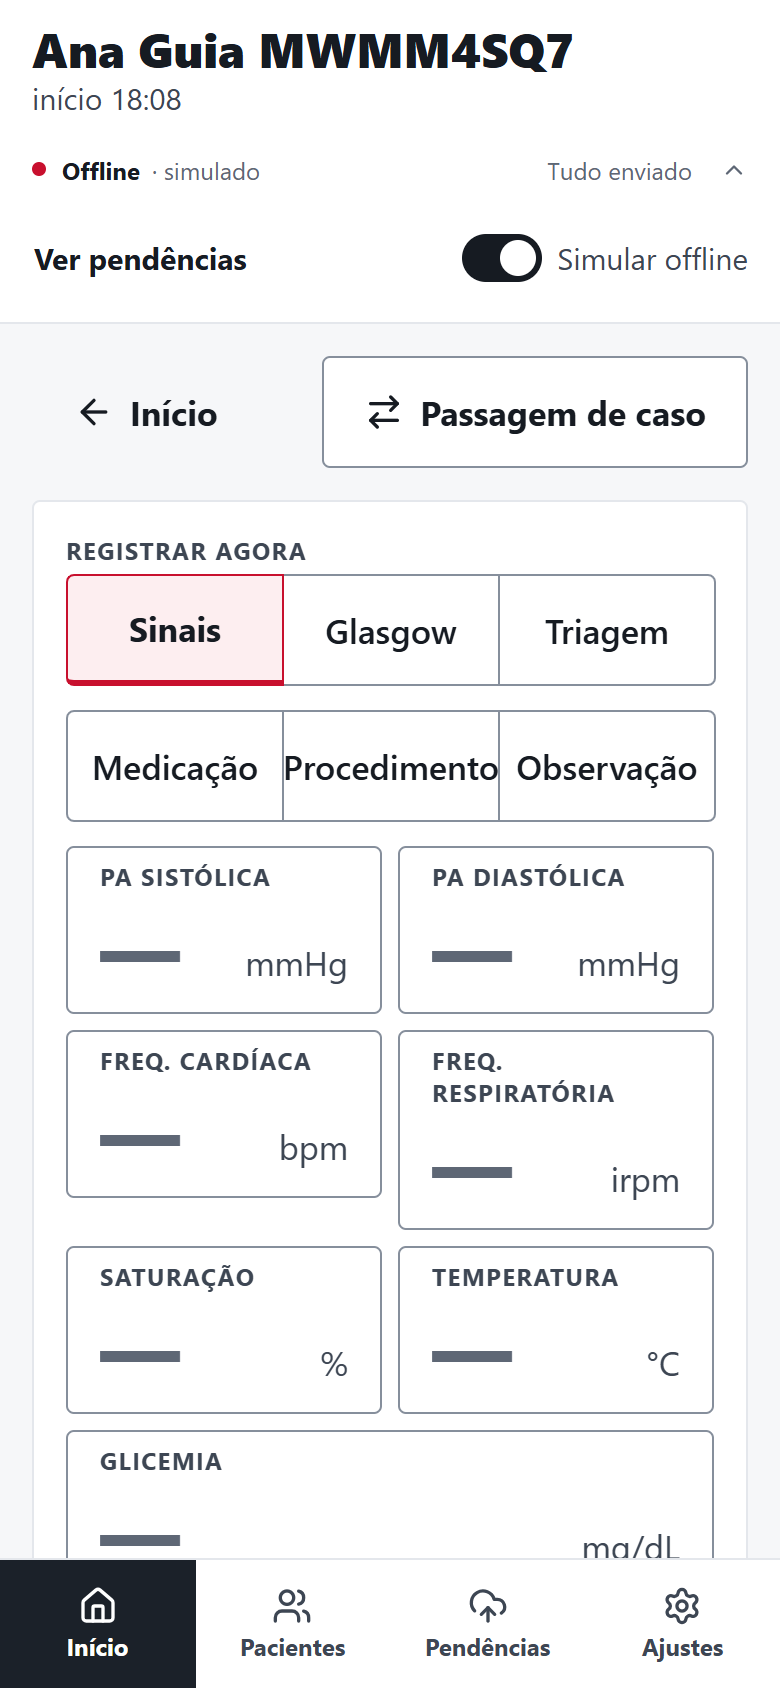 Ana Guia MWMM4SQ7
início 18:08
Offline · simulado
Tudo enviado
Ver pendências
Simular offline
Início
Passagem de caso
REGISTRAR AGORA
Sinais
Glasgow
Triagem
Medicação
Procedimento
Observação
PA SISTÓLICA
mmHg
PA DIASTÓLICA
mmHg
FREQ. CARDÍACA
bpm
FREQ.
RESPIRATÓRIA
irpm
SATURAÇÃO
%
TEMPERATURA
°C
GLICEMIA
mg/dL
Início
Pacientes
Pendências
Ajustes